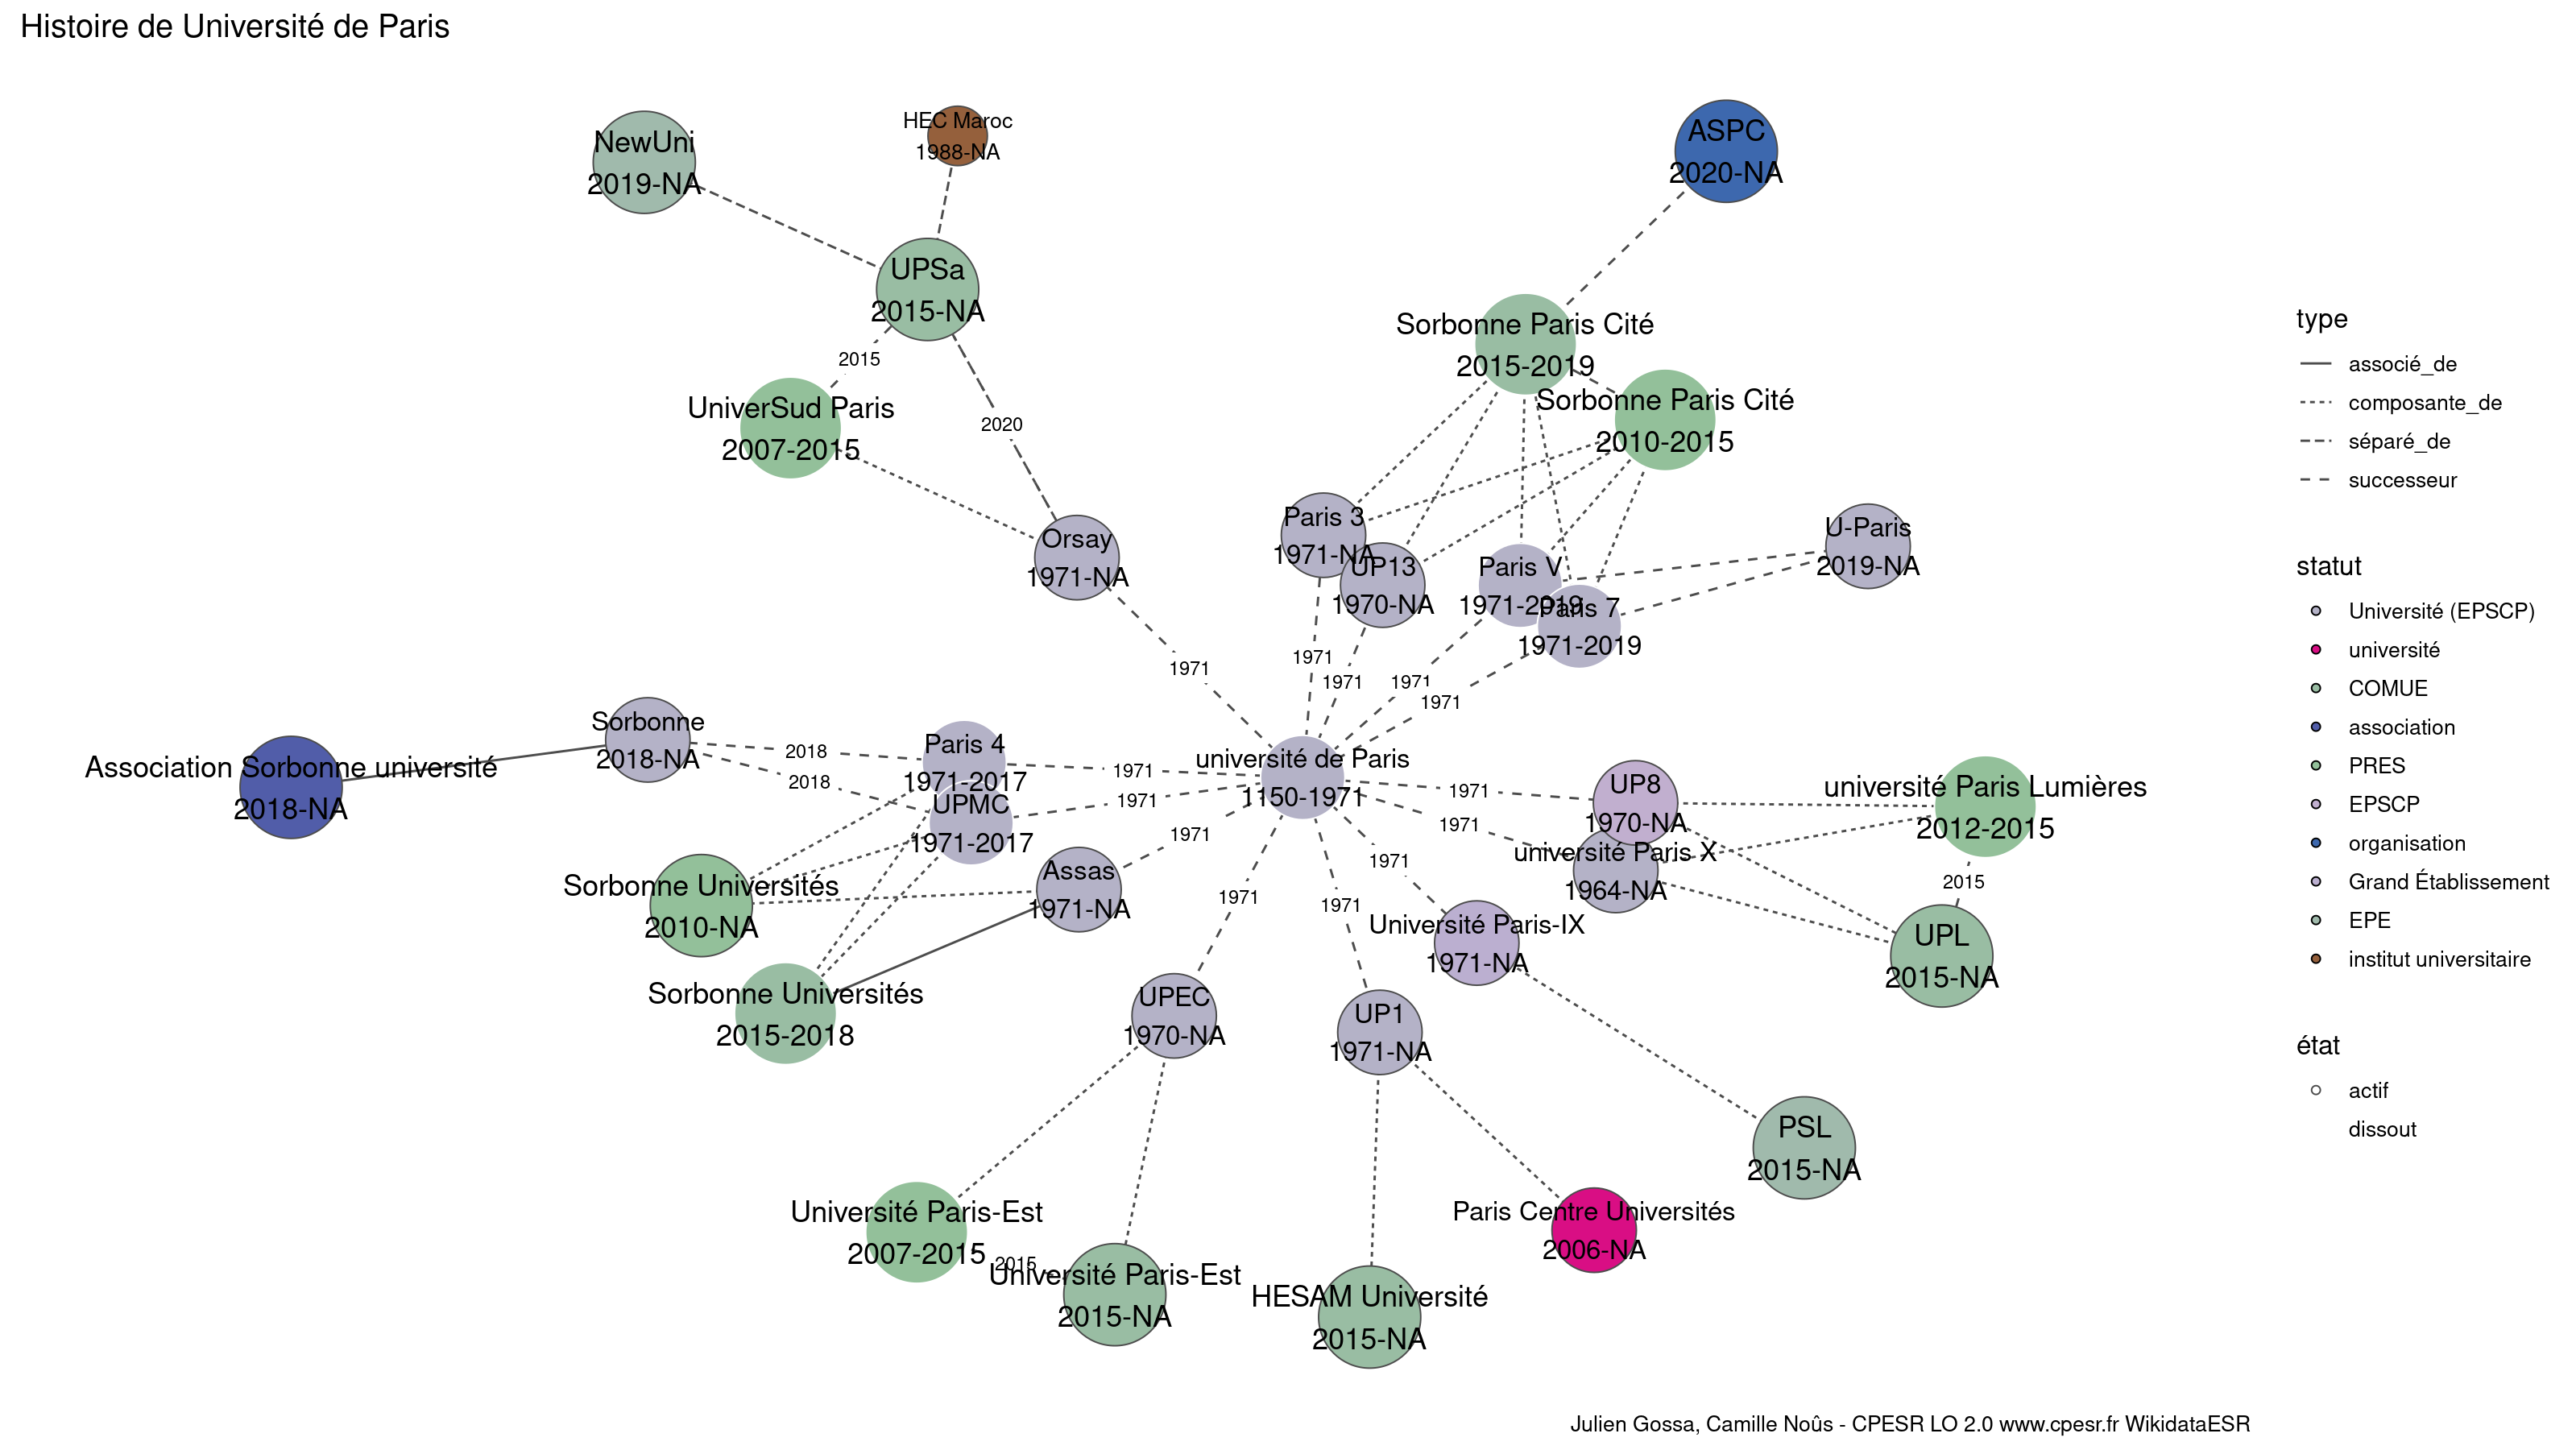 Histoire de Université de Paris
NewUni
2019-NA
HEC Maroc
1988-NA
ASPC
2020-NA
UPSa
2015-NA
2015
UniverSud Paris
2007-2015
2020
Sorbonne Paris Cité
2015-2019
Sorbonne Paris Cité
2010-2015
Orsay
1971-NA
Paris 3
1971-NA
UP13
1970-NA
Paris V
1971-2019
Paris 7
1971-2019
U-Paris
2019-NA
1971
1971
1971
1971
1971
Association Sorbonne université
2018-NA
Sorbonne
2018-NA
2018
2018
Paris 4
1971-2017
UPMC
1971-2017
1971
1971
1971
université de Paris
1150-1971
1971
1971
UP8
1970-NA
université Paris X
1964-NA
université Paris Lumières
2012-2015
2015
UPL
2015-NA
Sorbonne Universités
2010-NA
Assas
1971-NA
Sorbonne Universités
2015-2018
1971
1971
1971
Université Paris-IX
1971-NA
UPEC
1970-NA
UP1
1971-NA
PSL
2015-NA
Université Paris-Est
2007-2015
2015
Université Paris-Est
2015-NA
HESAM Université
2015-NA
Paris Centre Universités
2006-NA
type
associé_de
composante_de
séparé_de
successeur
statut
Université (EPSCP)
université
COMUE
association
PRES
EPSCP
organisation
Grand Établissement
EPE
institut universitaire
état
actif
dissout
Julien Gossa, Camille Noûs - CPESR LO 2.0 www.cpesr.fr WikidataESR